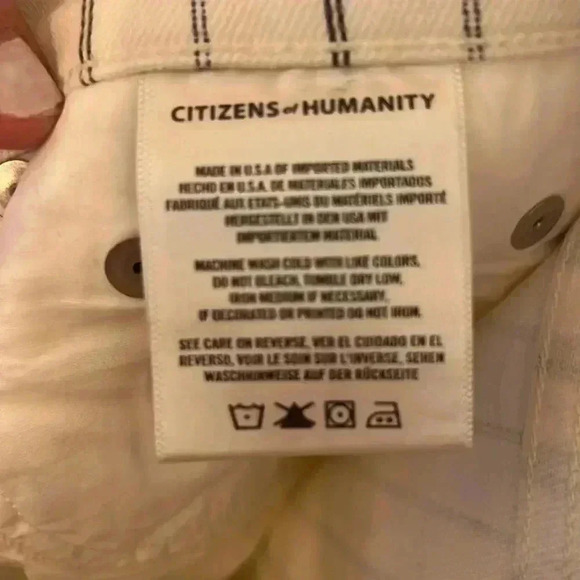 CITIZENS of HUMANITY
MADE IN U.S.A OF IMPORTED MATERIALS
HECHO EN U.S.A. DE MATERIALES IMPORTADOS
FABRIQUÉ AUX ETATS-UNIS DU MATÉRIELS IMPORTÉ
HERGESTELLT IN DEN USA MIT
IMPORTIERTEM MATERIAL
MACHINE WASH COLD WITH LIKE COLORS,
DO NOT BLEACH, TUMBLE DRY LOW,
IRON MEDIUM IF NECESSARY.
IF DECORATED OR PRINTED DO NOT IRON.
SEE CARE ON REVERSE, VER EL CUIDADO EN EL
REVERSO, VOIR LE SOIN SUR L'INVERSE, SEHEN
WASCHHINWEISE AUF DER RÜCKSEITE